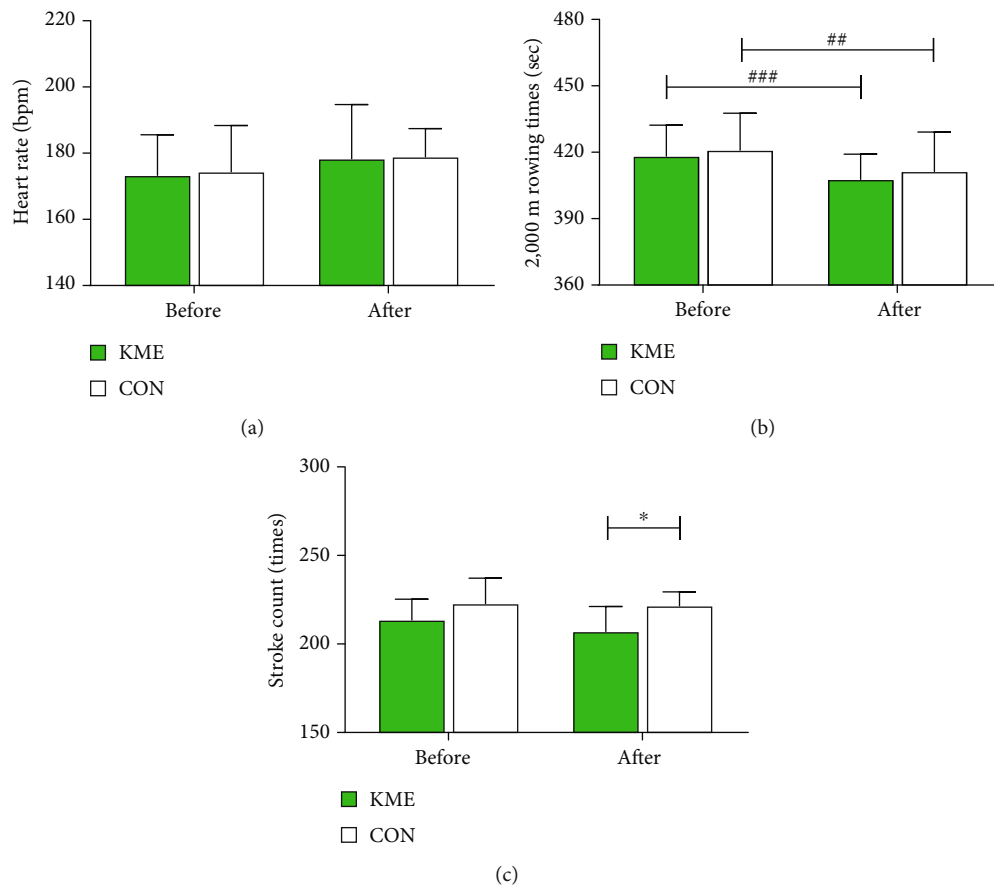 Heart rate (bpm)
220
200
180
160
140
Before
After
KME
CON
(a)
2,000 m rowing times (sec)
480
450
420
390
360
##
###
Before
After
KME
CON
(b)
Stroke count (times)
300
250
200
150
*
Before
After
KME
CON
(c)